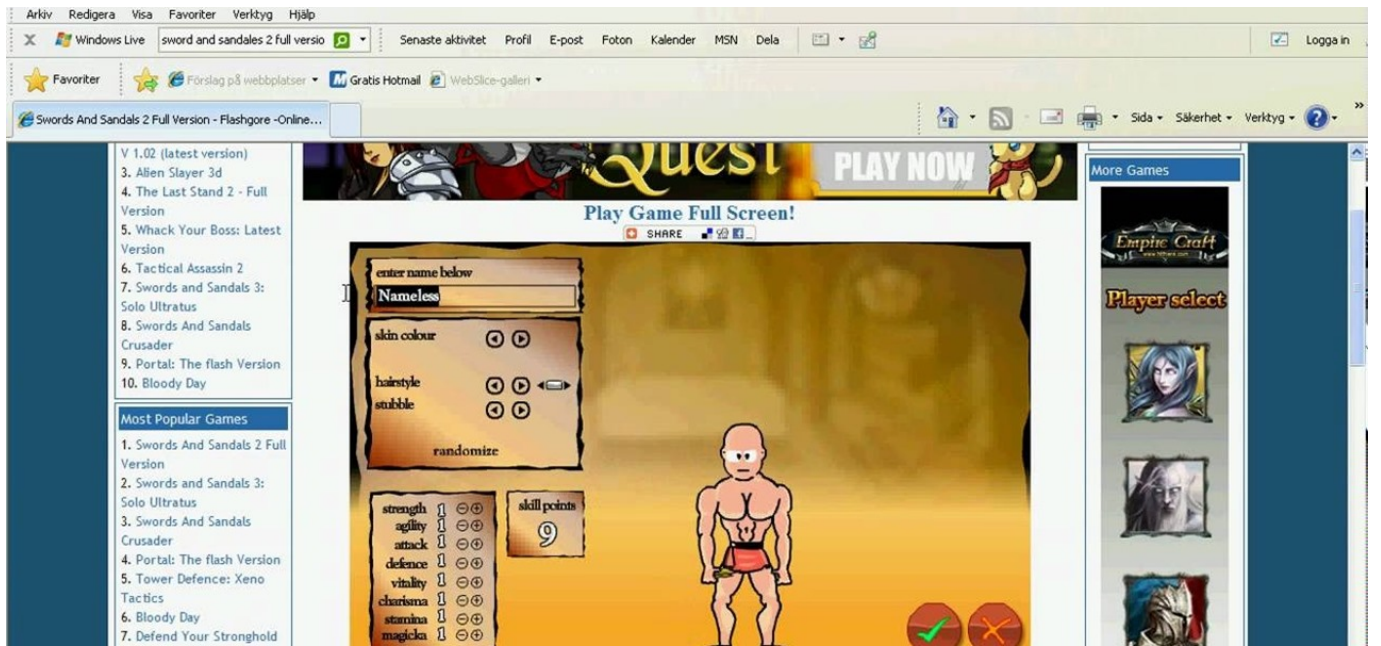 Arkiv Redigera Visa Favoriter Verktyg Hjälp
X Windows Live sword and sandales 2 full versio Senaste aktivitet Profil E-post Foton Kalender MSN Dela Logga in
Favoriter Förslag på webbplatser Gratis Hotmail WebSlice-galleri
Swords And Sandals 2 Full Version - Flashgore -Online... Sida Säkerhet Verktyg »
V 1.02 (latest version)
3. Alien Slayer 3d
4. The Last Stand 2 - Full
Version
5. Whack Your Boss: Latest
Version
6. Tactical Assassin 2
7. Swords and Sandals 3:
Solo Ultratus
8. Swords And Sandals
Crusader
9. Portal: The flash Version
10. Bloody Day
Most Popular Games
1. Swords And Sandals 2 Full
Version
2. Swords and Sandals 3:
Solo Ultratus
3. Swords And Sandals
Crusader
4. Portal: The flash Version
5. Tower Defence: Xeno
Tactics
6. Bloody Day
7. Defend Your Stronghold
Quest PLAY NOW
Play Game Full Screen!
SHARE
enter name below
Nameless
skin colour
hairstyle
stubble
randomize
strength 1
agility 1
attack 1
defence 1
vitality 1
charisma 1
stamina 1
magicka 1
skill points
9
More Games
Empire Craft
Player select